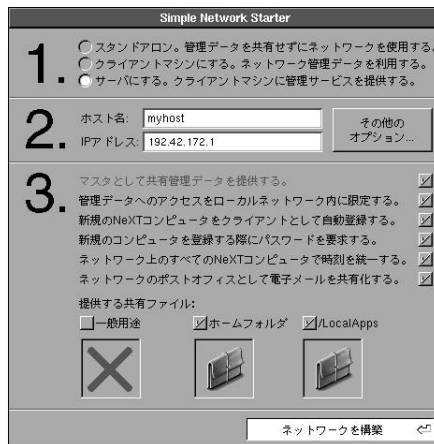 Simple Network Starter
1.
スタンドアロン。管理データを共有せずにネットワークを使用する。
クライアントマシンにする。ネットワーク管理データを利用する。
サーバにする。クライアントマシンに管理サービスを提供する。
2.
ホスト名: myhost
IPアドレス: 192.42.172.1
その他の
オプション...
3.
マスタとして共有管理データを提供する。
管理データへのアクセスをローカルネットワーク内に限定する。
新規のNeXTコンピュータをクライアントとして自動登録する。
新規のコンピュータを登録する際にパスワードを要求する。
ネットワーク上のすべてのNeXTコンピュータで時刻を統一する。
ネットワークのポストオフィスとして電子メールを共有化する。
提供する共有ファイル:
一般用途 ホームフォルダ /LocalApps
ネットワークを構築